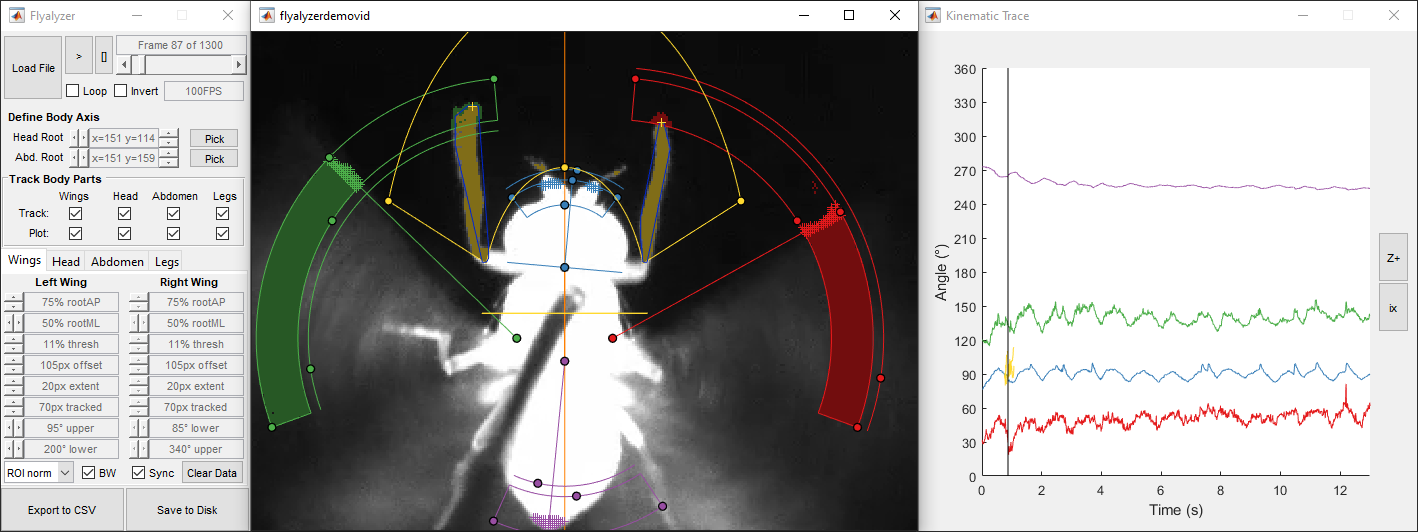 Flyalyzer
Load File
>
[]
Frame 87 of 1300
Loop
Invert
100FPS
Define Body Axis
Head Root
x=151 y=114
Pick
Abd. Root
x=151 y=159
Pick
Track Body Parts
Wings Head Abdomen Legs
Track:
Plot:
Wings Head Abdomen Legs
Left Wing Right Wing
75% rootAP 75% rootAP
50% rootML 50% rootML
11% thresh 11% thresh
105px offset 105px offset
20px extent 20px extent
70px tracked 70px tracked
95° upper 85° lower
200° lower 340° upper
ROI norm BW Sync Clear Data
Export to CSV Save to Disk
flyalyzerdemovid
Kinematic Trace
360
330
300
270
240
210
180
150
120
90
60
30
0
Angle (°)
0 2 4 6 8 10 12
Time (s)
Z+
ix